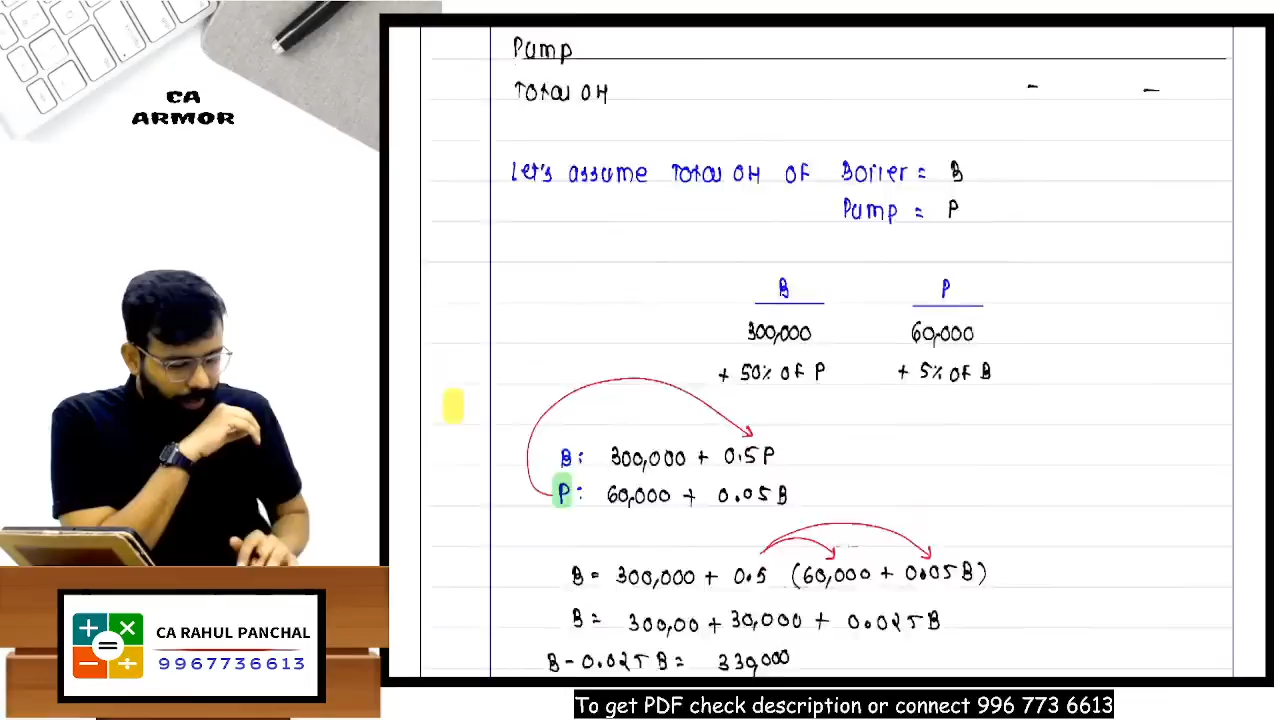 CA
ARMOR
Pump
Total OH - -
Let's assume Total OH of Boiler = B
Pump = P
B P
300,000 60,000
+ 50% of P + 5% of B
B: 300,000 + 0.5P
P: 60,000 + 0.05B
B= 300,000 + 0.5 (60,000 + 0.05B)
B= 300,00 + 30,000 + 0.025B
B - 0.025B = 330,000
CA RAHUL PANCHAL
9967736613
To get PDF check description or connect 996 773 6613